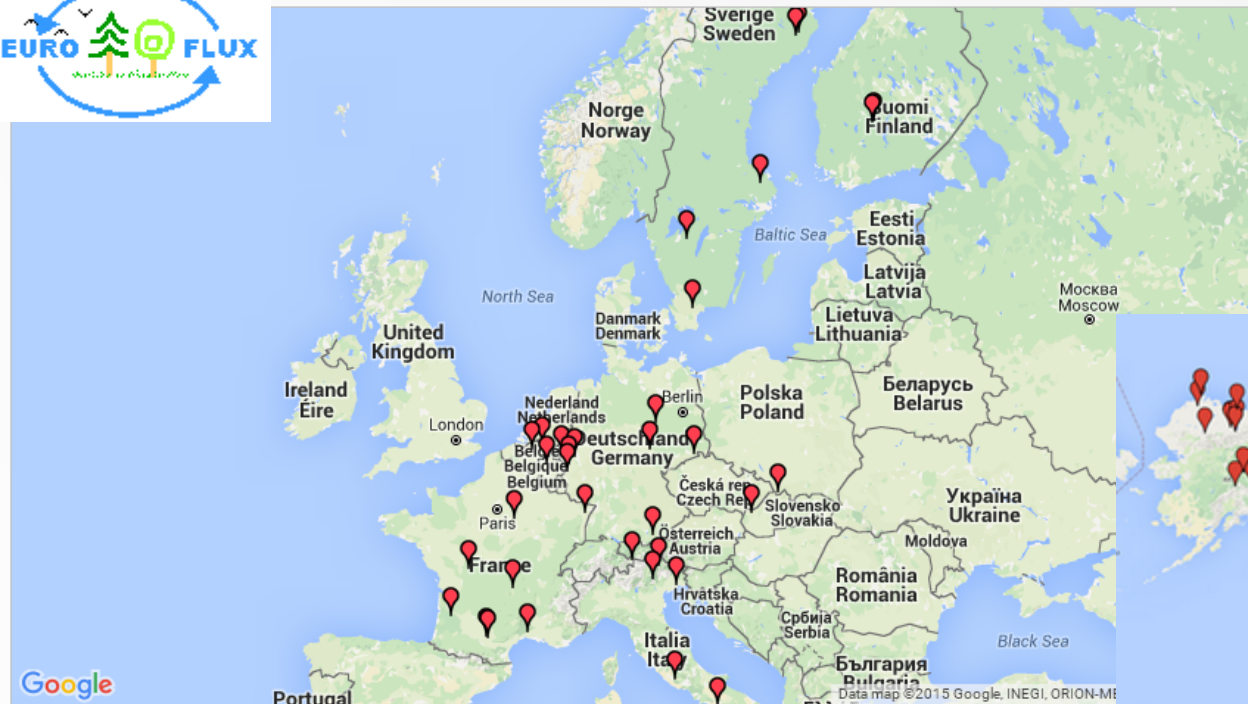 EURO FLUX
Sverige
Sweden
Norge
Norway
Suomi
Finland
Eesti
Estonia
Baltic Sea
Latvija
Latvia
Москва
Moscow
North Sea
Danmark
Denmark
Lietuva
Lithuania
United
Kingdom
Ireland
Éire
Беларусь
Belarus
Polska
Poland
Berlin
Nederland
Netherlands
London
Deutschland
Germany
België
Belgique
Belgium
Česká rep
Czech Rep
Slovensko
Slovakia
Україна
Ukraine
Paris
Österreich
Austria
Moldova
France
România
Romania
Hrvatska
Croatia
Србија
Serbia
Black Sea
Italia
Italy
България
Bulgaria
Portugal
Google
Data map ©2015 Google, INEGI, ORION-ME